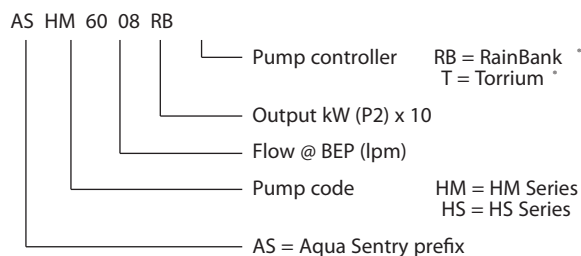 AS HM 60 08 RB
Pump controller RB = RainBank °
T = Torrium °
Output kW (P2) x 10
Flow @ BEP (lpm)
Pump code HM = HM Series
HS = HS Series
AS = Aqua Sentry prefix